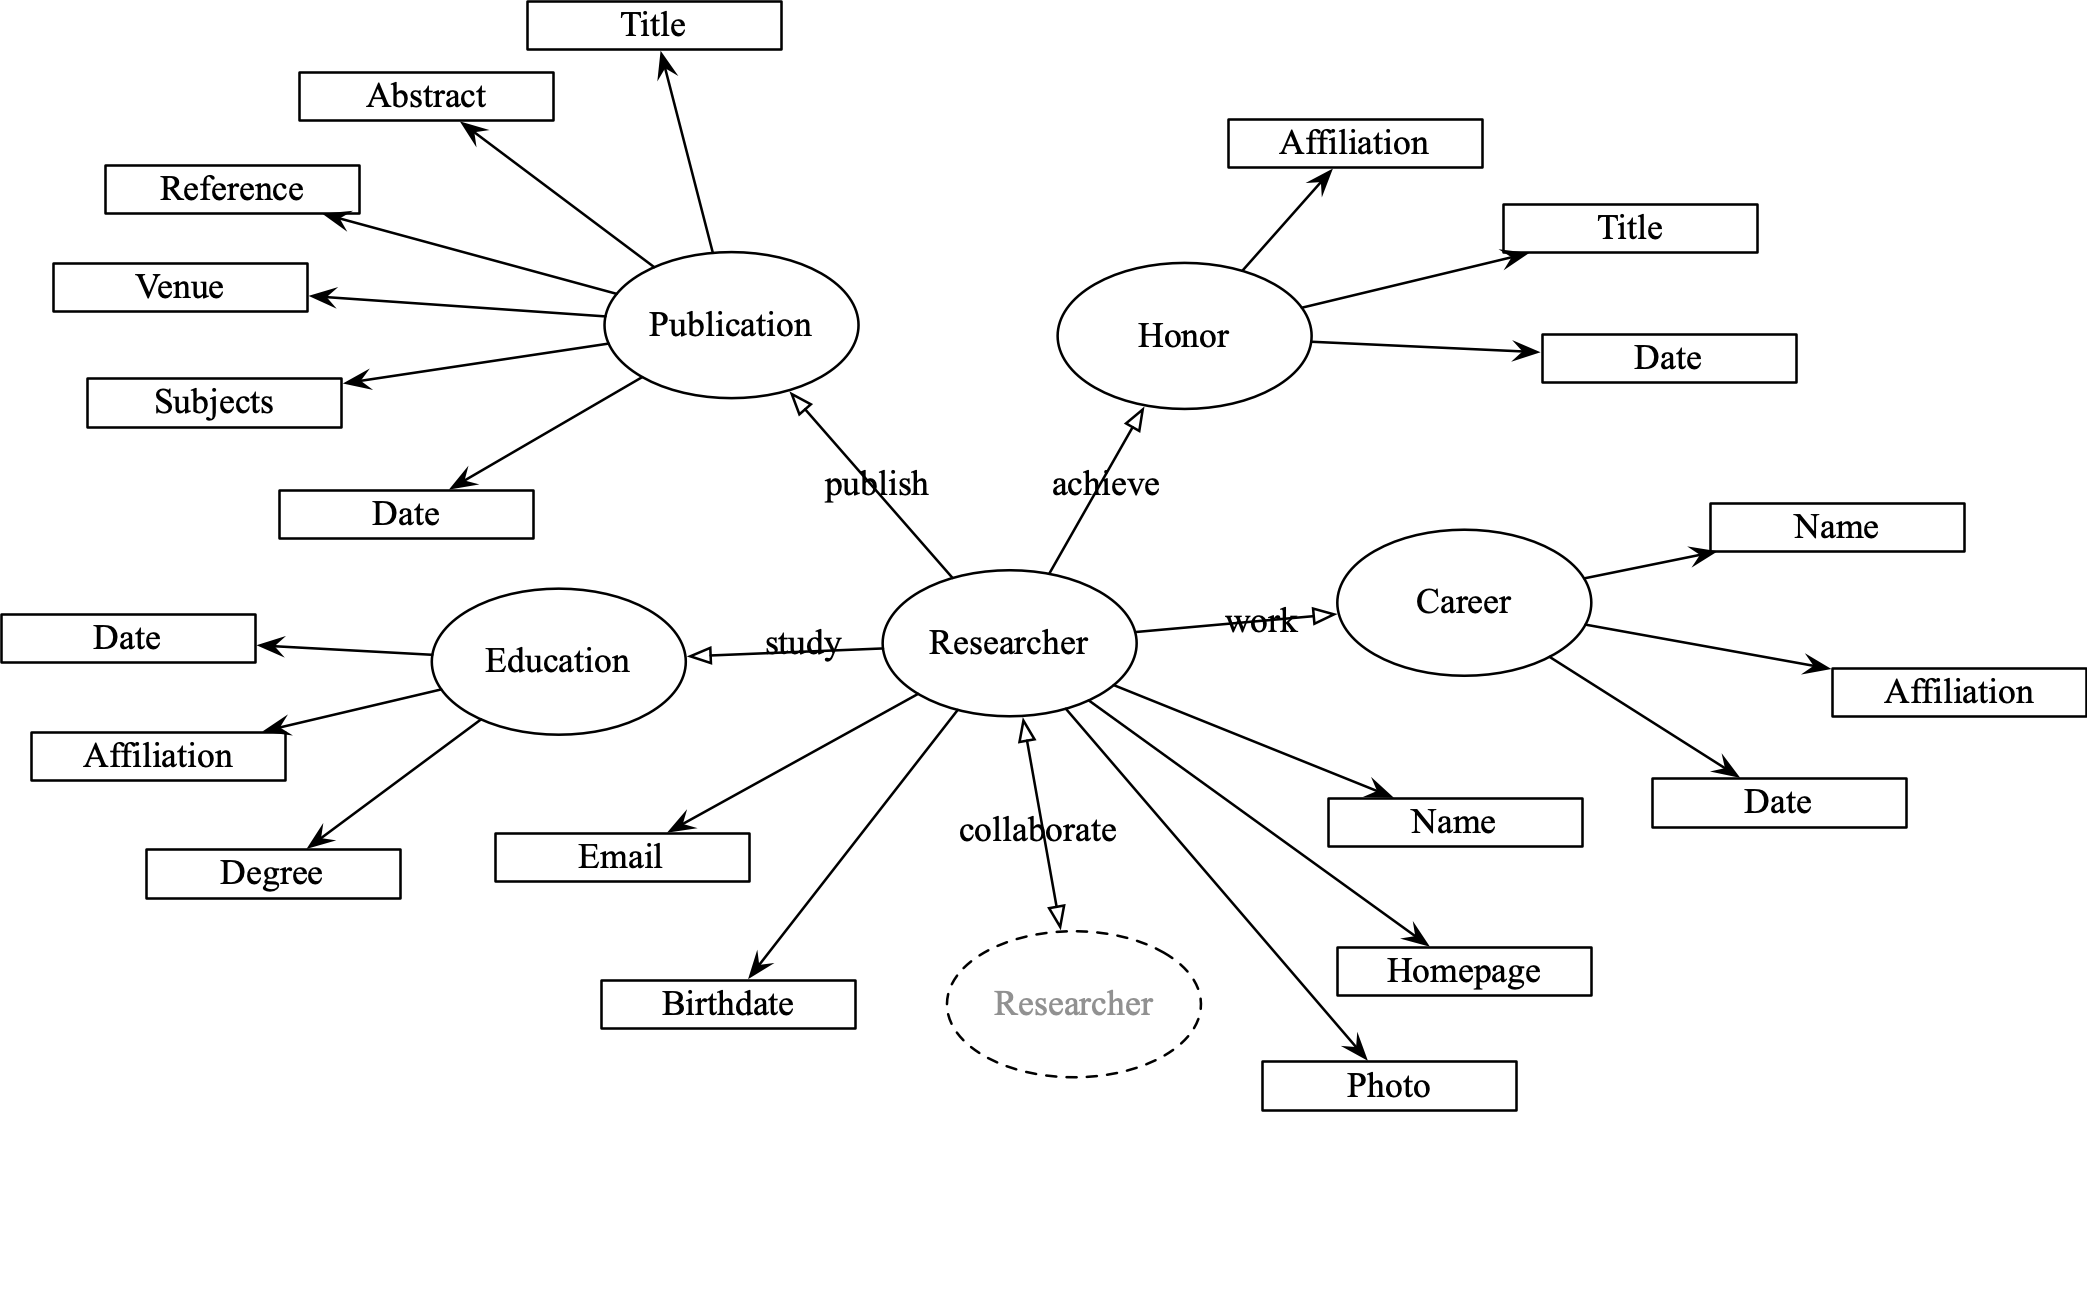 Title
Abstract
Affiliation
Reference
Title
Venue
Publication
Honor
Date
Subjects
publish
achieve
Date
Name
Career
work
Date
study
Researcher
Education
Affiliation
Affiliation
Date
Name
collaborate
Email
Degree
Homepage
Birthdate
Researcher
Photo